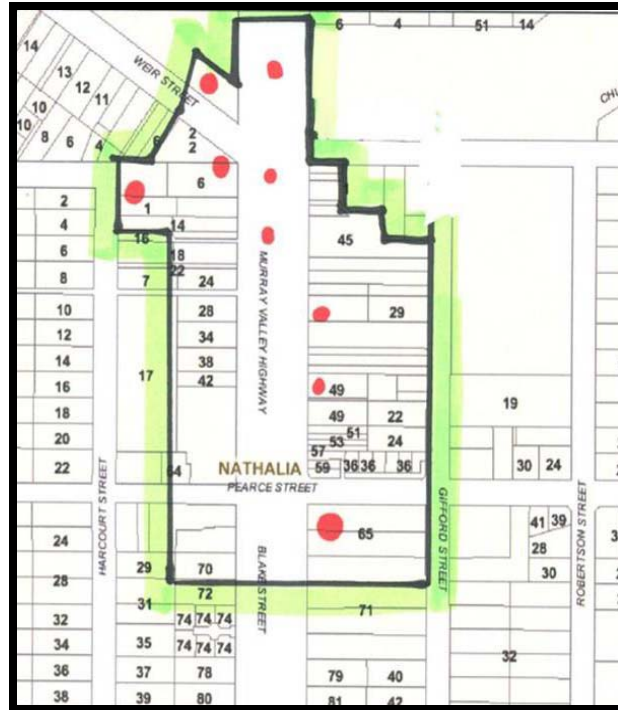 6 4 51 14
14
WEIR STREET
13
12
11
10
10
8 6 4 6
2
2
CHU
6
2
1
4
14
16
45
6
18
22
8 7 24
10 28 29
12 34
14 38
17 42
16
49
MURRAY VALLEY HIGHWAY
18 49 22 19
51
20 53 24
57
22 64 59 36 36 36 30 24
NATHALIA
PEARCE STREET
HARCOURT STREET
GIFFORD STREET
ROBERTSON STREET
24 65 41 39
28
29 70 30
28
72
31 71
BLAKE STREET
32 74 74 74
34 35 74 74 74 32
36 37 78 79 40
38 39 80 81 42